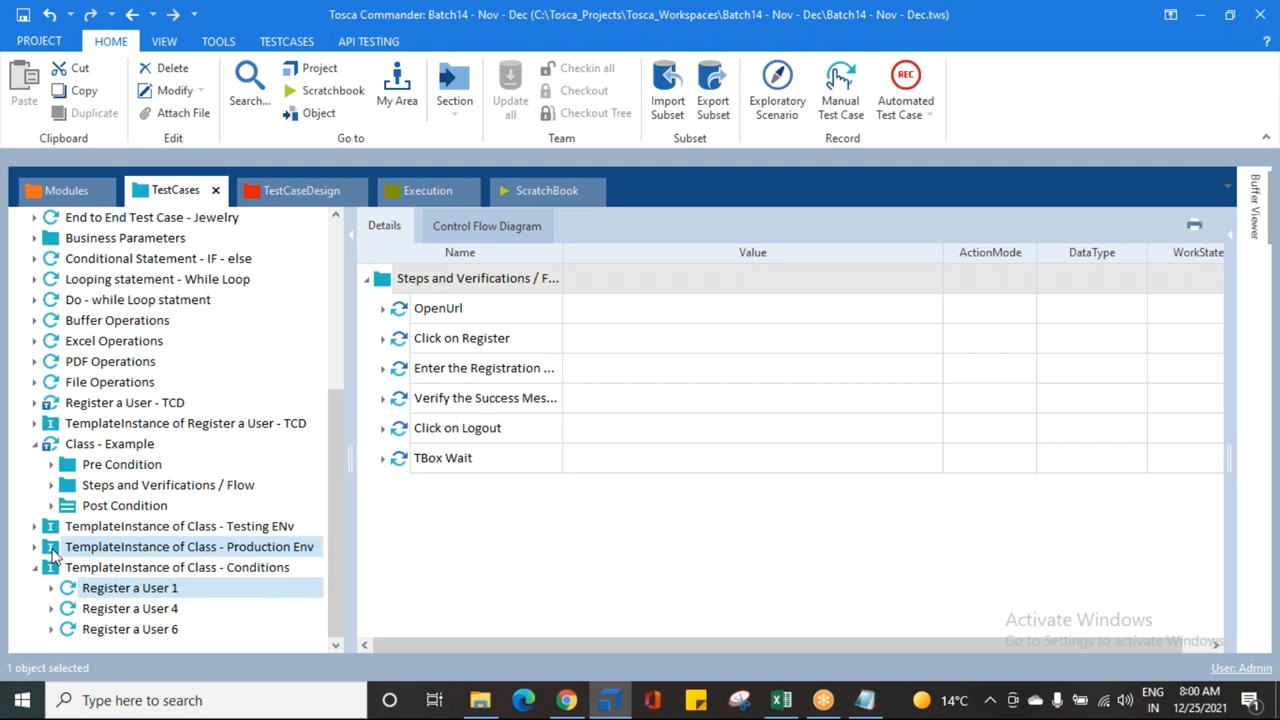 Tosca Commander: Batch14 - Nov - Dec (C:\Tosca_Projects\Tosca_Workspaces\Batch14 - Nov - Dec\Batch14 - Nov - Dec.tws)
PROJECT HOME VIEW TOOLS TESTCASES API TESTING ?
Paste Cut Copy Duplicate
Delete Modify Attach File
Search... Project Scratchbook Object
My Area Section
Update all Checkin all Checkout Checkout Tree
Import Subset Export Subset
Exploratory Scenario Manual Test Case REC Automated Test Case
Clipboard Edit Go to Team Subset Record
Modules TestCases TestCaseDesign Execution ScratchBook
Buffer Viewer
End to End Test Case - Jewelry
Business Parameters
Conditional Statement - IF - else
Looping statement - While Loop
Do - while Loop statment
Buffer Operations
Excel Operations
PDF Operations
File Operations
Register a User - TCD
TemplateInstance of Register a User - TCD
Class - Example
Pre Condition
Steps and Verifications / Flow
Post Condition
TemplateInstance of Class - Testing ENv
TemplateInstance of Class - Production Env
TemplateInstance of Class - Conditions
Register a User 1
Register a User 4
Register a User 6
Details Control Flow Diagram
Name Value ActionMode DataType WorkState
Steps and Verifications / F...
OpenUrl
Click on Register
Enter the Registration ...
Verify the Success Mes...
Click on Logout
TBox Wait
Activate Windows
Go to Settings to activate Windows.
1 object selected User: Admin
Type here to search
14°C ENG IN 8:00 AM 12/25/2021 1